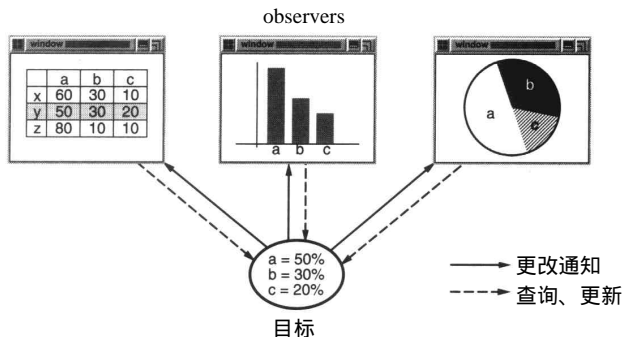 observers
window
window
window
a b c
x 60 30 10
y 50 30 20
z 80 10 10
a b c
a
b
c
a = 50%
b = 30%
c = 20%
更改通知
查询、更新
目标